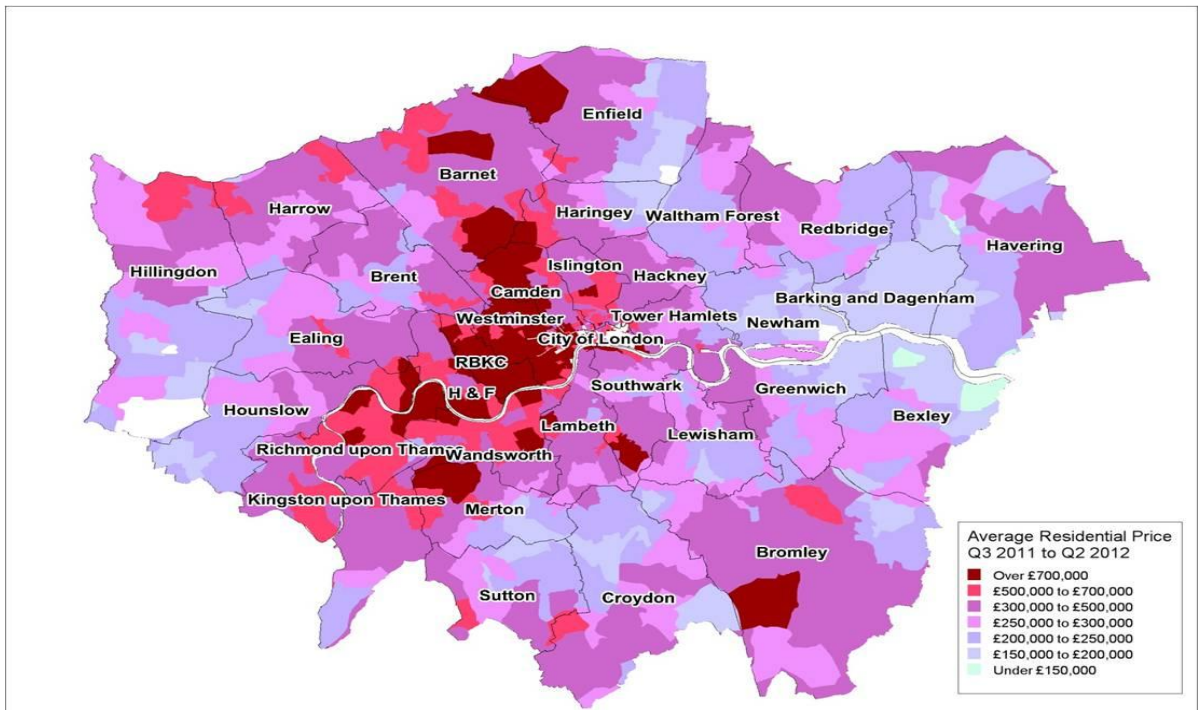 Enfield
Barnet
Harrow
Haringey
Waltham Forest
Redbridge
Havering
Hillingdon
Brent
Islington
Hackney
Camden
Barking and Dagenham
Westminster
Tower Hamlets
Newham
Ealing
City of London
RBKC
Southwark
Greenwich
H & F
Hounslow
Bexley
Lambeth
Lewisham
Richmond upon Thames
Wandsworth
Kingston upon Thames
Merton
Bromley
Sutton
Croydon
Average Residential Price
Q3 2011 to Q2 2012
Over £700,000
£500,000 to £700,000
£300,000 to £500,000
£250,000 to £300,000
£200,000 to £250,000
£150,000 to £200,000
Under £150,000